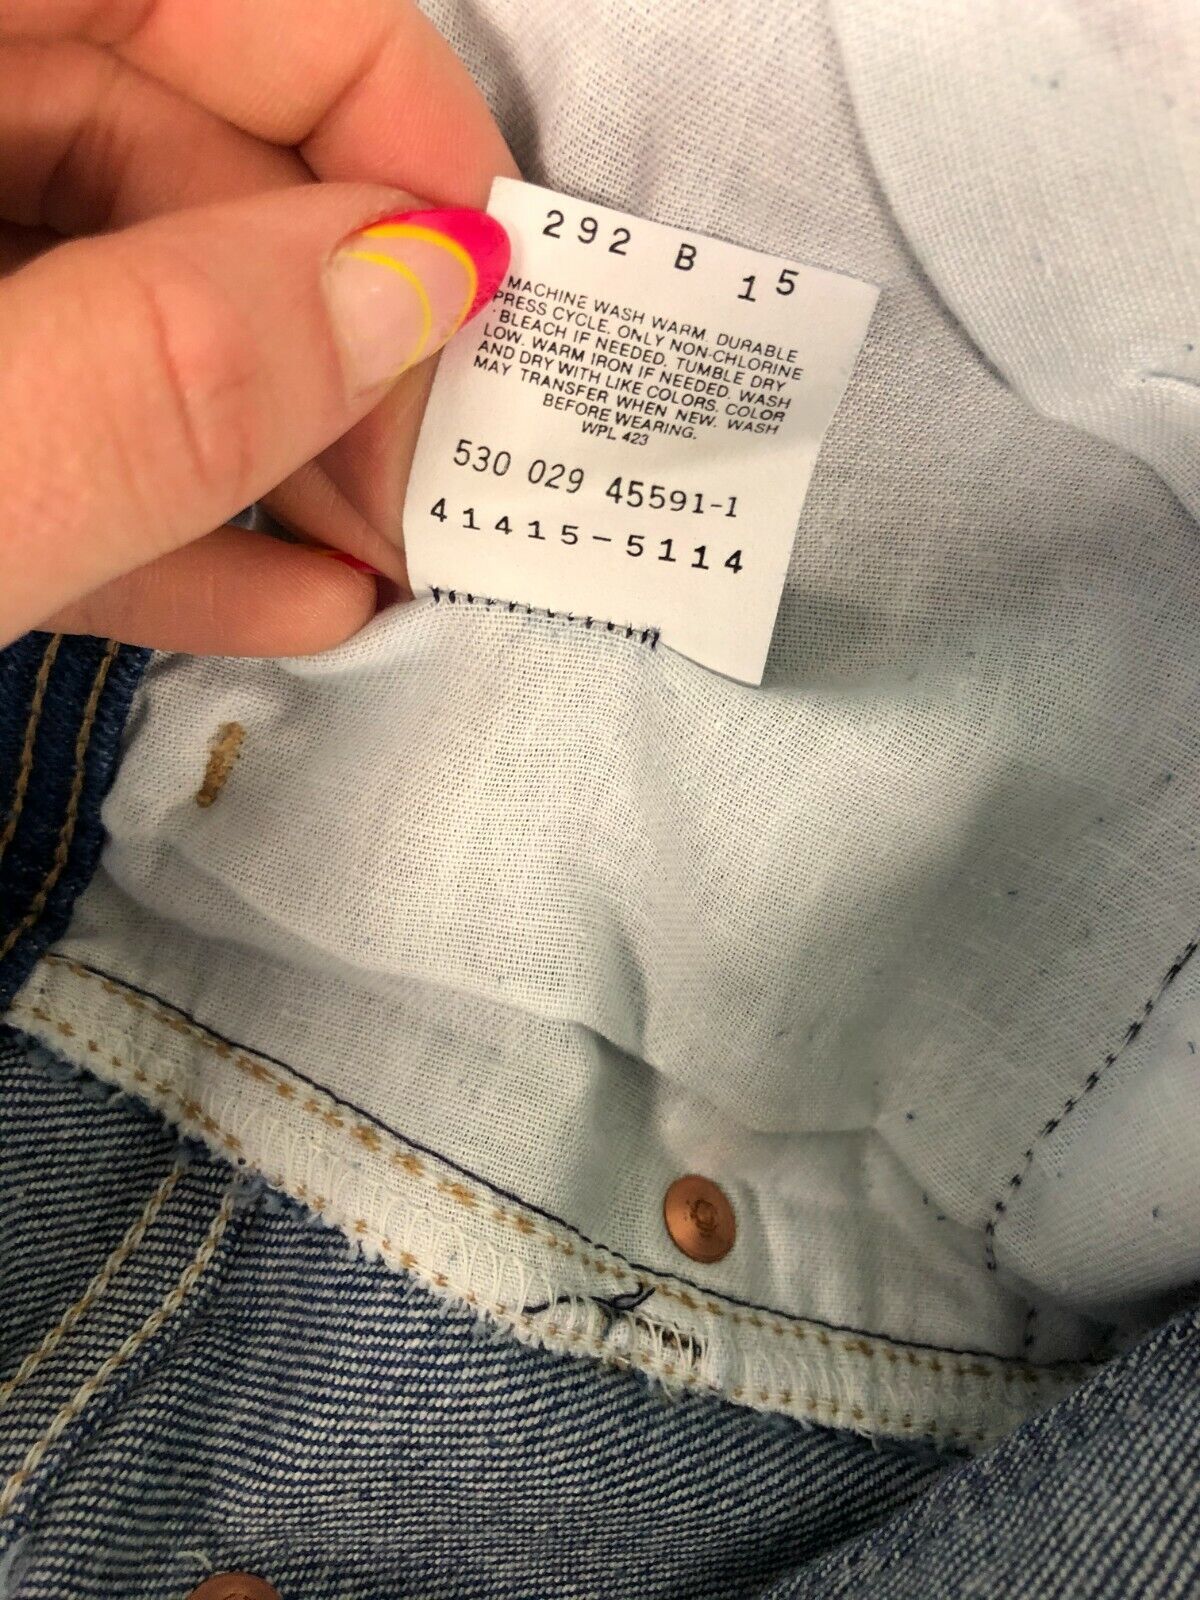 292 B 15
MACHINE WASH WARM. DURABLE
PRESS CYCLE. ONLY NON-CHLORINE
BLEACH IF NEEDED. TUMBLE DRY
LOW. WARM IRON IF NEEDED. WASH
AND DRY WITH LIKE COLORS. COLOR
MAY TRANSFER WHEN NEW. WASH
BEFORE WEARING.
WPL 423
530 029 45591-1
41415-5114